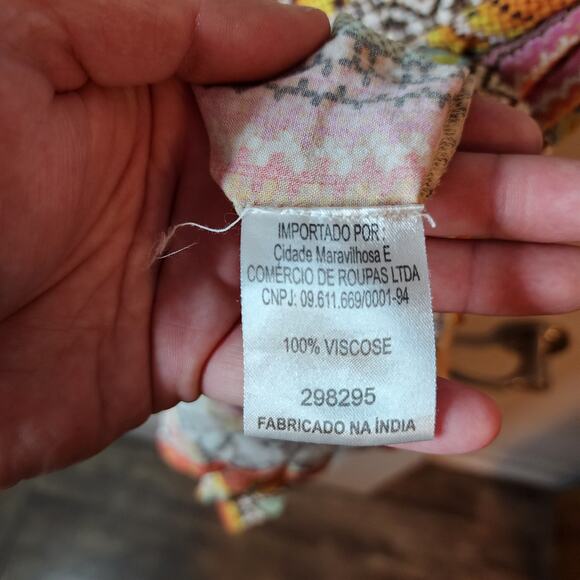 IMPORTADO POR:
Cidade Maravilhosa E
COMÉRCIO DE ROUPAS LTDA
CNPJ: 09.611.669/0001-94
100% VISCOSE
298295
FABRICADO NA ÍNDIA